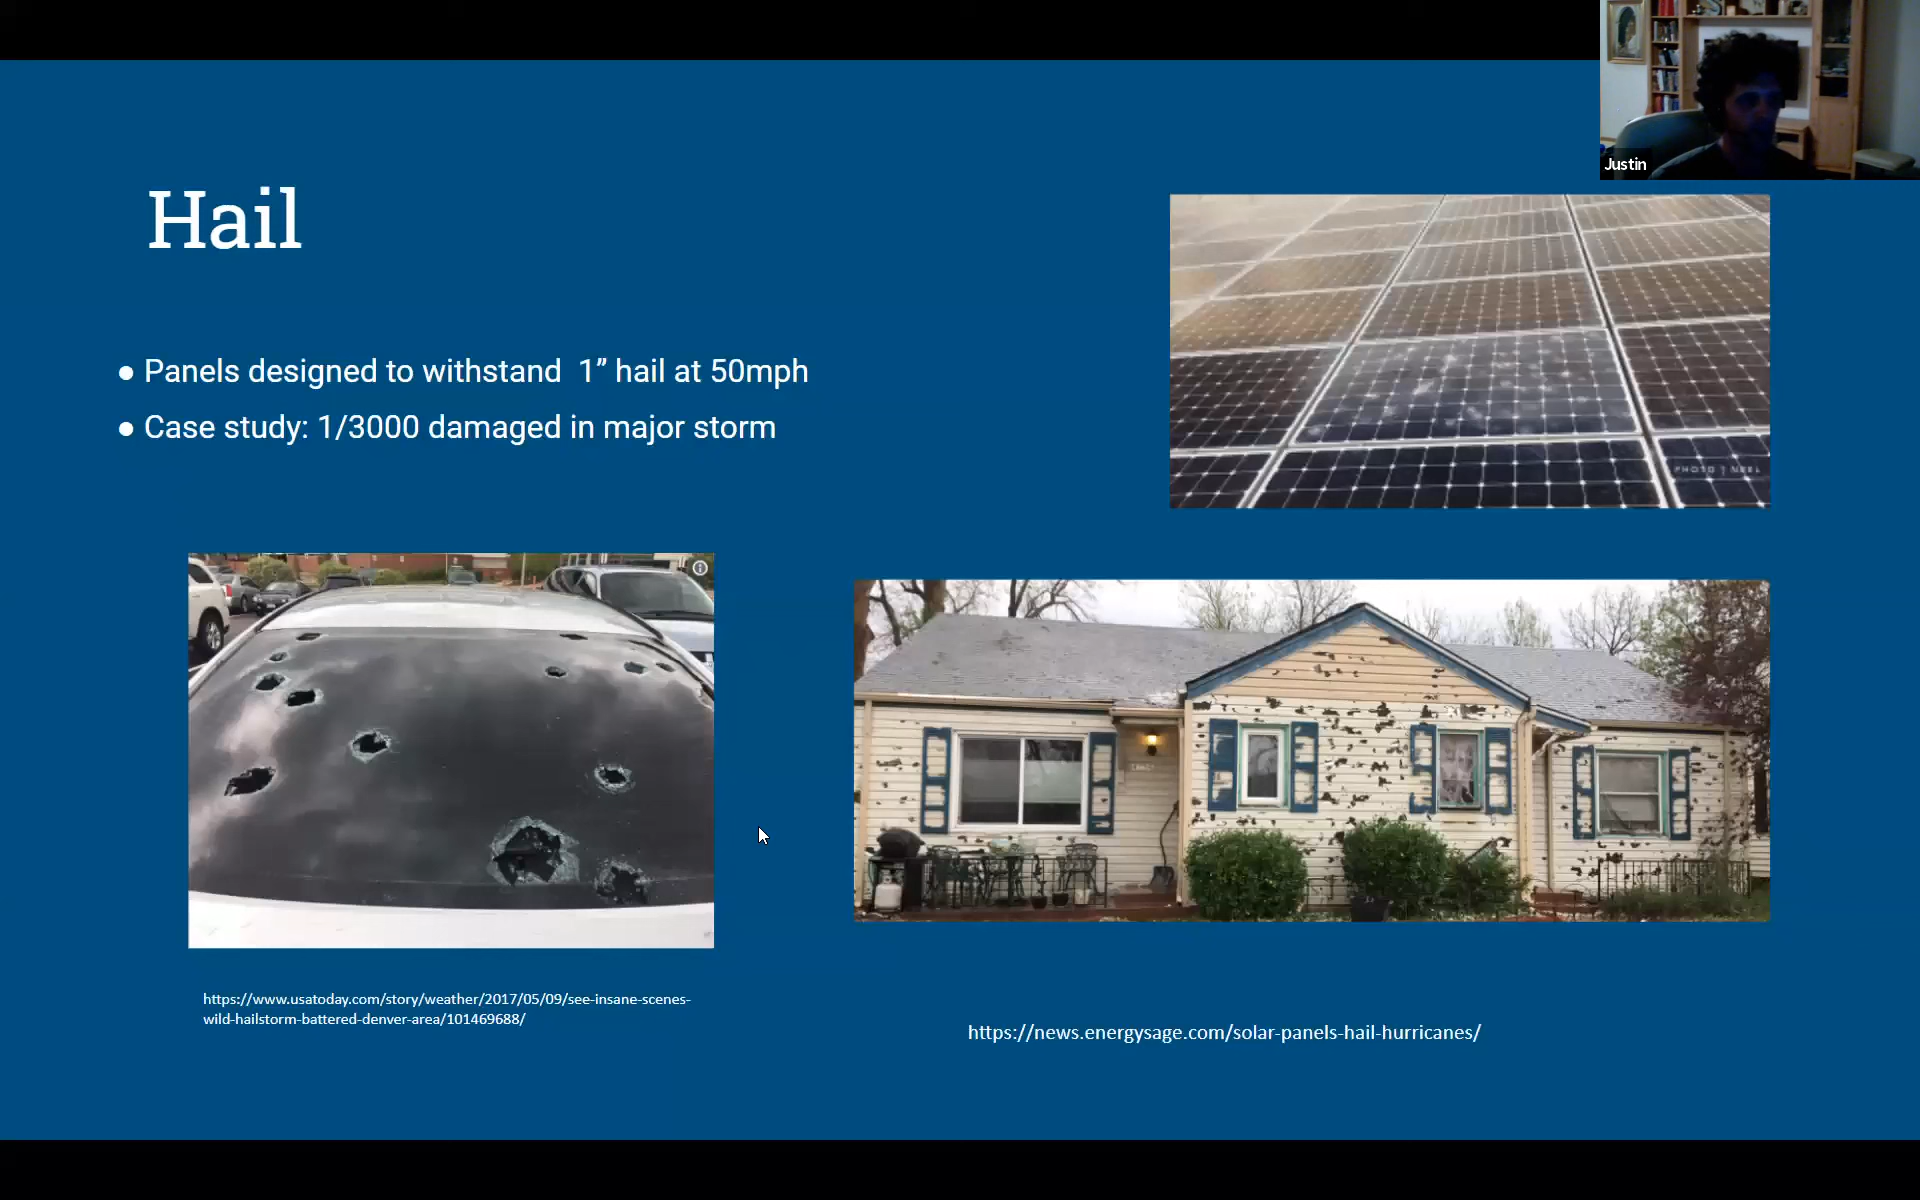 Justin
Hail
● Panels designed to withstand  1” hail at 50mph
● Case study: 1/3000 damaged in major storm
PHOTO | NREL
https://www.usatoday.com/story/weather/2017/05/09/see-insane-scenes-
wild-hailstorm-battered-denver-area/101469688/
https://news.energysage.com/solar-panels-hail-hurricanes/